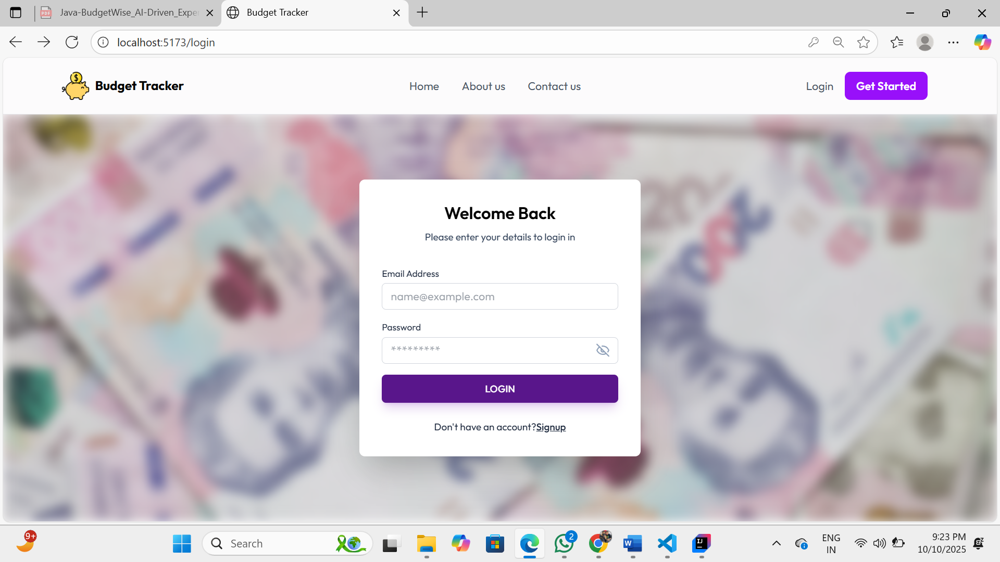 Java-BudgetWise_AI-Driven_Exper
Budget Tracker
localhost:5173/login
Budget Tracker
Home
About us
Contact us
Login
Get Started
Welcome Back
Please enter your details to login in
Email Address
name@example.com
Password
*********
LOGIN
Don't have an account?Signup
9+
Search
2
ENG
IN
9:23 PM
10/10/2025